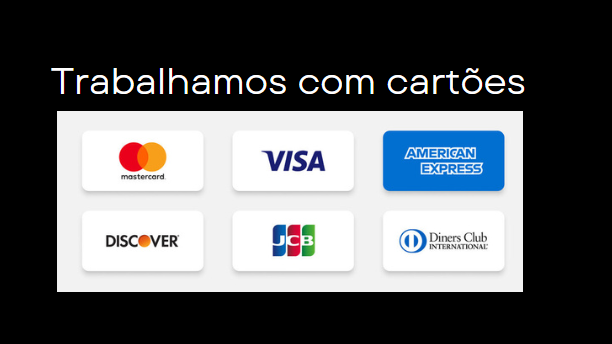 Trabalhamos com cartões
mastercard
VISA
AMERICAN
EXPRESS
DISCOVER
JCB
Diners Club
INTERNATIONAL